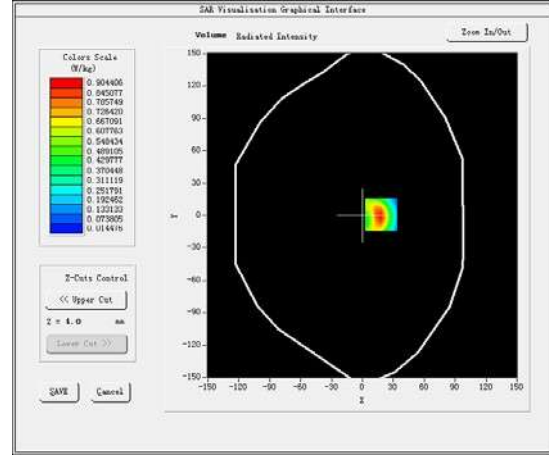 SAR Visualisation Graphical Interface
Volume Radiated Intensity
Zoom In/Out
Colors Scale
(W/kg)
0.904406
0.845077
0.785749
0.726420
0.667091
0.607763
0.548434
0.489105
0.429777
0.370448
0.311119
0.251791
0.192462
0.133133
0.073805
0.014476
Z-Cuts Control
<< Upper Cut
Z = 4.0 mm
Lower Cut >>
SAVE Cancel
150
120
90
60
30
0
-30
-60
-90
-120
-150
Y
-150 -120 -90 -60 -30 0 30 60 90 120 150
X